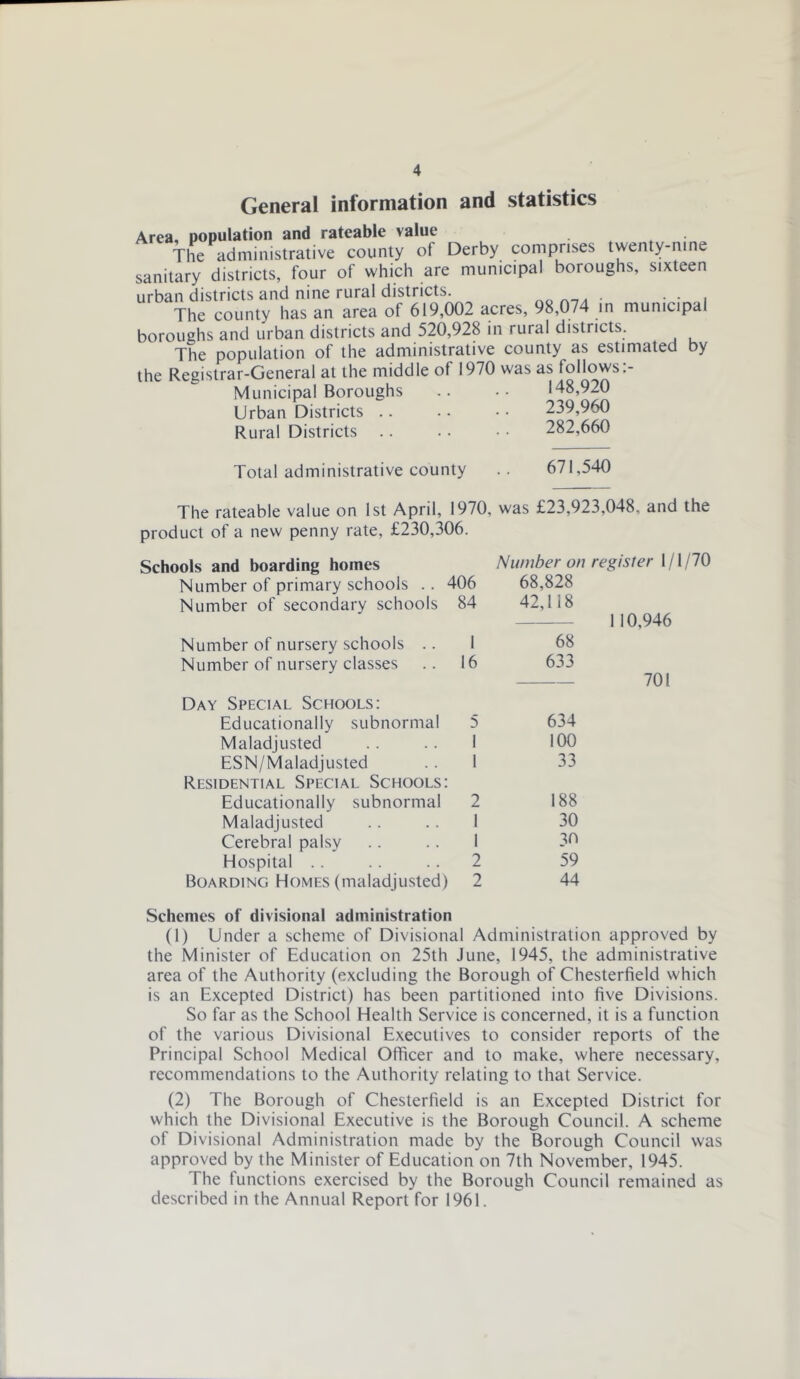 4
General information and statistics
Area, population and rateable value
The administrative county of Derby comprises twenty-nine
sanitary districts, four of which are municipal boroughs, sixteen
urban districts and nine rural districts.
The county has an area of 619,002 acres, 98,074 in municipal
boroughs and urban districts and 520,928 in rural districts.
The population of the administrative county as estimated by
the Registrar-General at the middle of 1970 was as follows:-
Municipal Boroughs .. .. 148,920
Urban Districts .. .. .. 239,960
Rural Districts .. .. .. 282,660
Total administrative county .. 671,540
The rateable value on 1st April, 1970, was £23,923,048, and the
product of a new penny rate, £230,306.
Schools and boarding homes Number on register 1/1/70
Number of primary schools .. 406 68,828
Number of secondary schools 84 42,118
110,946
Number of nursery schools .. 1 68
Number of nursery classes .. 16 633
701
DAY SPECIAL SCHOOLS:
Educationally subnormal 5 634
Maladjusted .. .. 1 100
ESN/Maladjusted .. 1 33
RESIDENTIAL SPECIAL SCHOOLS:
Educationally subnormal 2 188
Maladjusted .. .. 1 30
Cerebral palsy .. .. 1 30
Hospital .. .. .. 2 59
BOARDING HOMES (maladjusted) 2 44
Schemes of divisional administration
(1) Under a scheme of Divisional Administration approved by
the Minister of Education on 25th June, 1945, the administrative
area of the Authority (excluding the Borough of Chesterfield which
is an Excepted District) has been partitioned into five Divisions.
So far as the School Health Service is concerned, it is a function
of the various Divisional Executives to consider reports of the
Principal School Medical Officer and to make, where necessary,
recommendations to the Authority relating to that Service.
(2) The Borough of Chesterfield is an Excepted District for
which the Divisional Executive is the Borough Council. A scheme
of Divisional Administration made by the Borough Council was
approved by the Minister of Education on 7th November, 1945.
The functions exercised by the Borough Council remained as
described in the Annual Report for 1961.